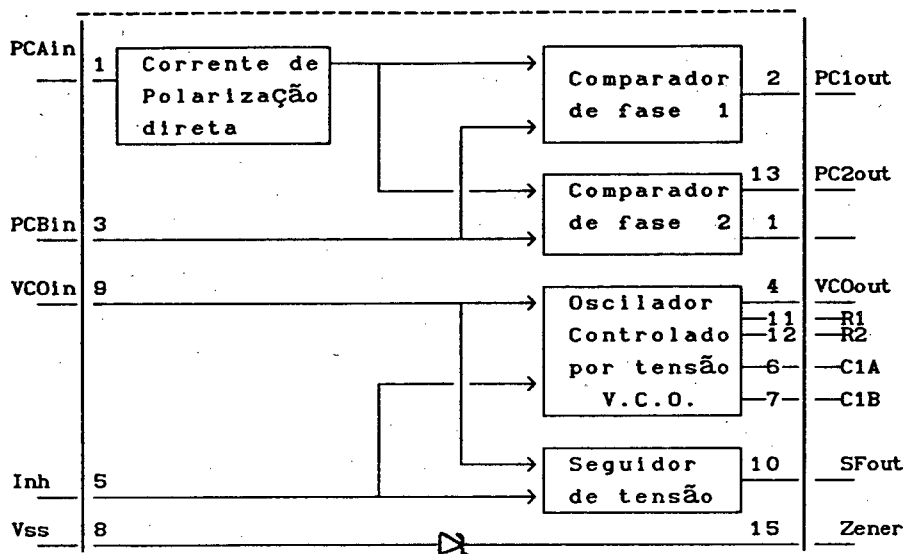 PCAin
1
Corrente de
Polarização
direta
Comparador
de fase 1
2
PC1out
Comparador
de fase 2
13
PC2out
1
PCBin
3
VCOin
9
Oscilador
Controlado
por tensão
V.C.O.
4
VCOout
11
R1
12
R2
6
C1A
7
C1B
Inh
5
Seguidor
de tensão
10
SFout
Vss
8
15
Zener